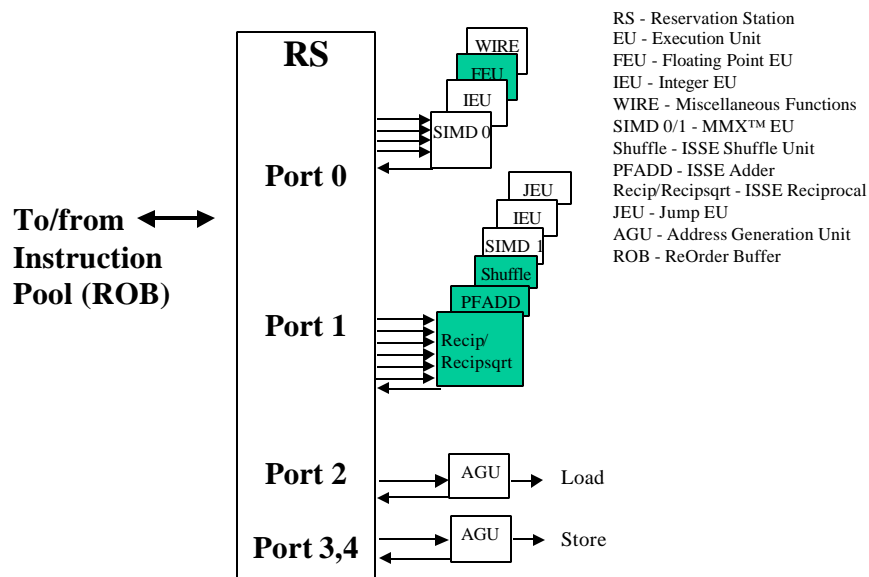 RS
WIRE
FEU
IEU
SIMD 0
Port 0
JEU
IEU
SIMD 1
Shuffle
PFADD
Recip/
Recipsqrt
Port 1
To/from
Instruction
Pool (ROB)
Port 2
AGU
Load
Port 3,4
AGU
Store
RS - Reservation Station
EU - Execution Unit
FEU - Floating Point EU
IEU - Integer EU
WIRE - Miscellaneous Functions
SIMD 0/1 - MMX™ EU
Shuffle - ISSE Shuffle Unit
PFADD - ISSE Adder
Recip/Recipsqrt - ISSE Reciprocal
JEU - Jump EU
AGU - Address Generation Unit
ROB - ReOrder Buffer